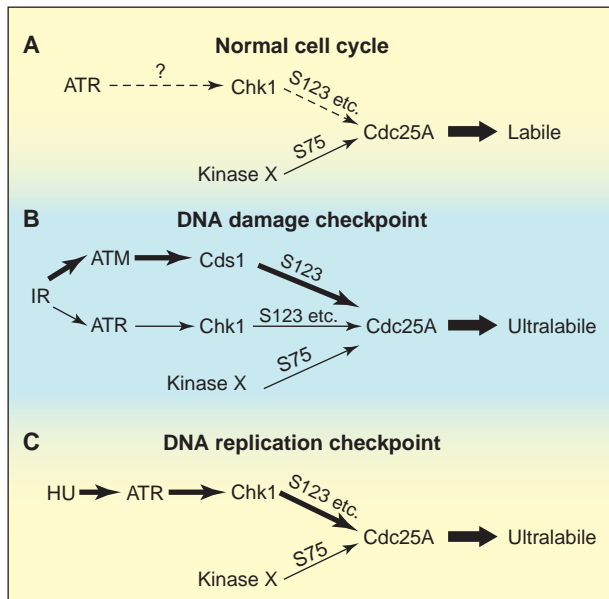 A Normal cell cycle
ATR ? Chk1 S123 etc. Cdc25A Labile
Kinase X S75
B DNA damage checkpoint
ATM Cds1 S123
IR
ATR Chk1 S123 etc. Cdc25A Ultralabile
Kinase X S75
C DNA replication checkpoint
HU ATR Chk1 S123 etc.
Cdc25A Ultralabile
Kinase X S75